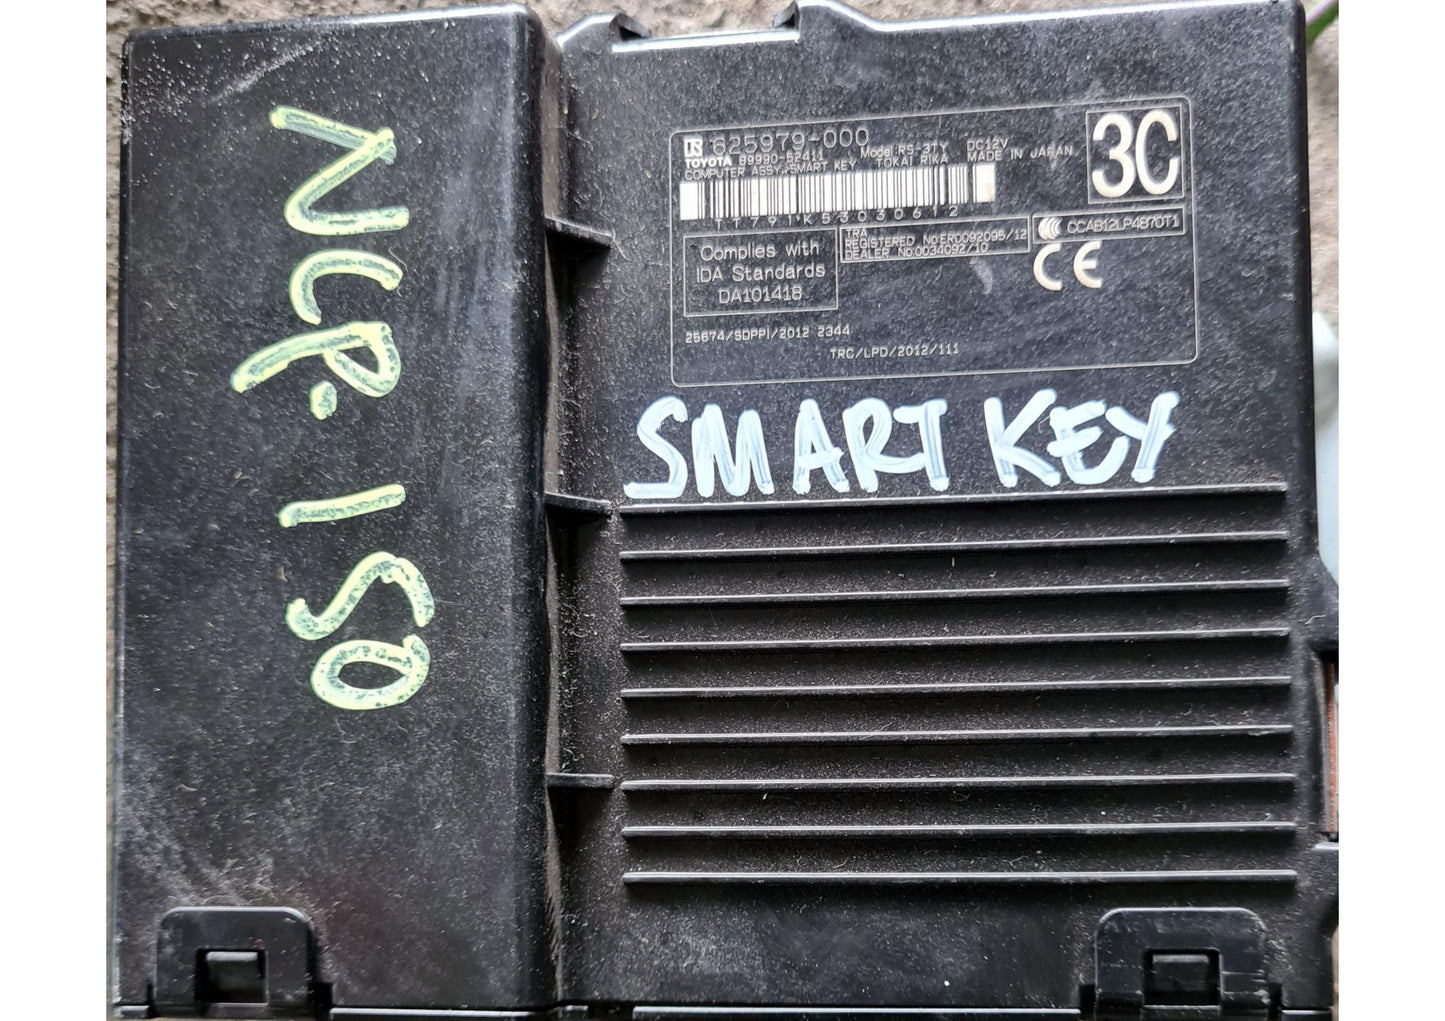 NCP. 150
625979-000
TOYOTA 89990-52411 Model:RS-3TY DC12V
COMPUTER ASSY, SMART KEY TOKAI RIKA MADE IN JAPAN
3C
TT791K53030612
Complies with
IDA Standards
DA101418
TRA
REGISTERED No:ER0092095/12
DEALER No:0034092/10
CCAB12LP4870T1
CE
25674/SDPPI/2012 2344
TRC/LPD/2012/111
SMART KEY